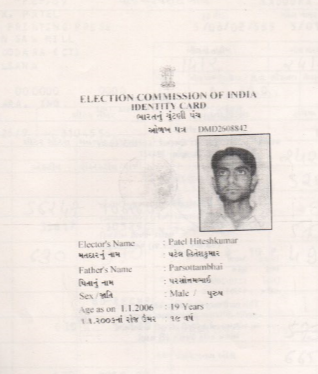 ELECTION COMMISSION OF INDIA
IDENTITY CARD
ભારતનું ચૂંટણી પંચ
ઓળખ પત્ર DMD2608842
Elector's Name : Patel Hiteshkumar
મતદારનું નામ : પટેલ હિતેશકુમાર
Father's Name : Parsottambhai
પિતાનું નામ : પરસોતમભાઈ
Sex / જાતિ : Male / પુરુષ
Age as on 1.1.2006 : 19 Years
૧.૧.૨૦૦૬નાં રોજ ઉંમર : ૧૯ વર્ષ